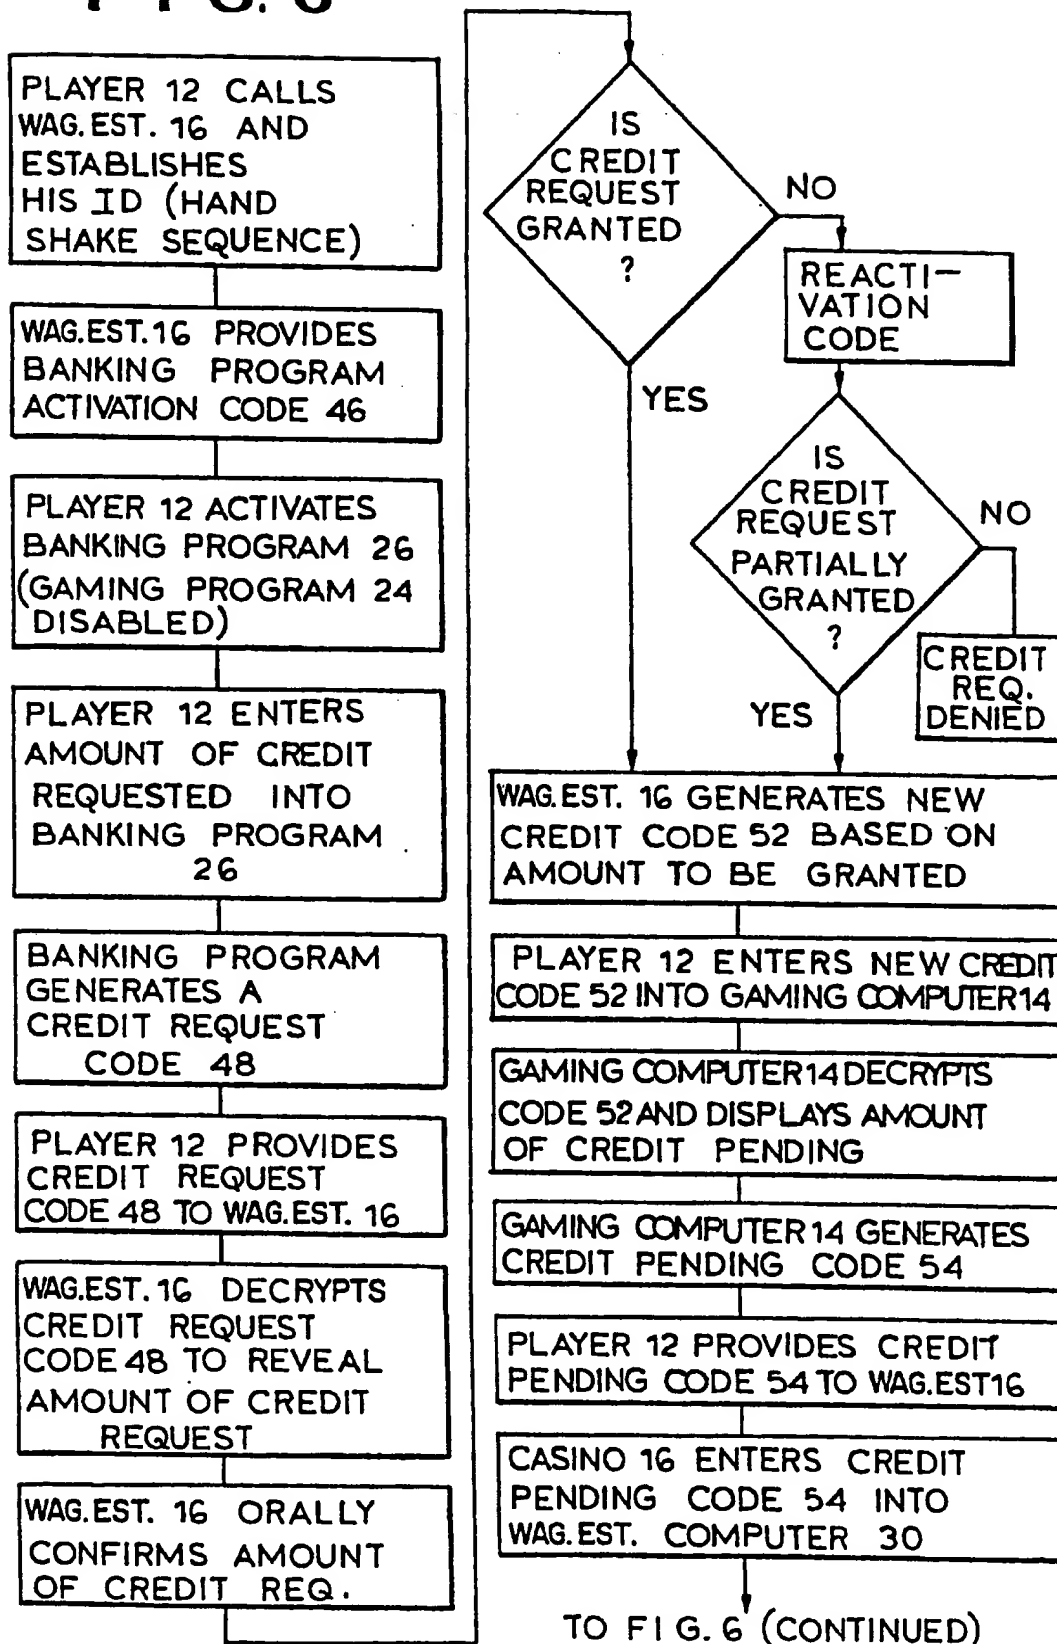 FIG. 6
PLAYER 12 CALLS
WAG.EST. 16 AND
ESTABLISHES
HIS ID (HAND
SHAKE SEQUENCE)
WAG.EST.16 PROVIDES
BANKING PROGRAM
ACTIVATION CODE 46
PLAYER 12 ACTIVATES
BANKING PROGRAM 26
(GAMING PROGRAM 24
DISABLED)
PLAYER 12 ENTERS
AMOUNT OF CREDIT
REQUESTED INTO
BANKING PROGRAM
26
BANKING PROGRAM
GENERATES A
CREDIT REQUEST
CODE 48
PLAYER 12 PROVIDES
CREDIT REQUEST
CODE 48 TO WAG.EST. 16
WAG.EST. 16 DECRYPTS
CREDIT REQUEST
CODE 48 TO REVEAL
AMOUNT OF CREDIT
REQUEST
WAG.EST. 16 ORALLY
CONFIRMS AMOUNT
OF CREDIT REQ.
IS
CREDIT
REQUEST
GRANTED
?
NO
YES
REACTI-
VATION
CODE
IS
CREDIT
REQUEST
PARTIALLY
GRANTED
?
NO
YES
CREDIT
REQ.
DENIED
WAG.EST. 16 GENERATES NEW
CREDIT CODE 52 BASED ON
AMOUNT TO BE GRANTED
PLAYER 12 ENTERS NEW CREDIT
CODE 52 INTO GAMING COMPUTER 14
GAMING COMPUTER 14 DECRYPTS
CODE 52 AND DISPLAYS AMOUNT
OF CREDIT PENDING
GAMING COMPUTER 14 GENERATES
CREDIT PENDING CODE 54
PLAYER 12 PROVIDES CREDIT
PENDING CODE 54 TO WAG.EST16
CASINO 16 ENTERS CREDIT
PENDING CODE 54 INTO
WAG.EST. COMPUTER 30
TO FIG. 6 (CONTINUED)